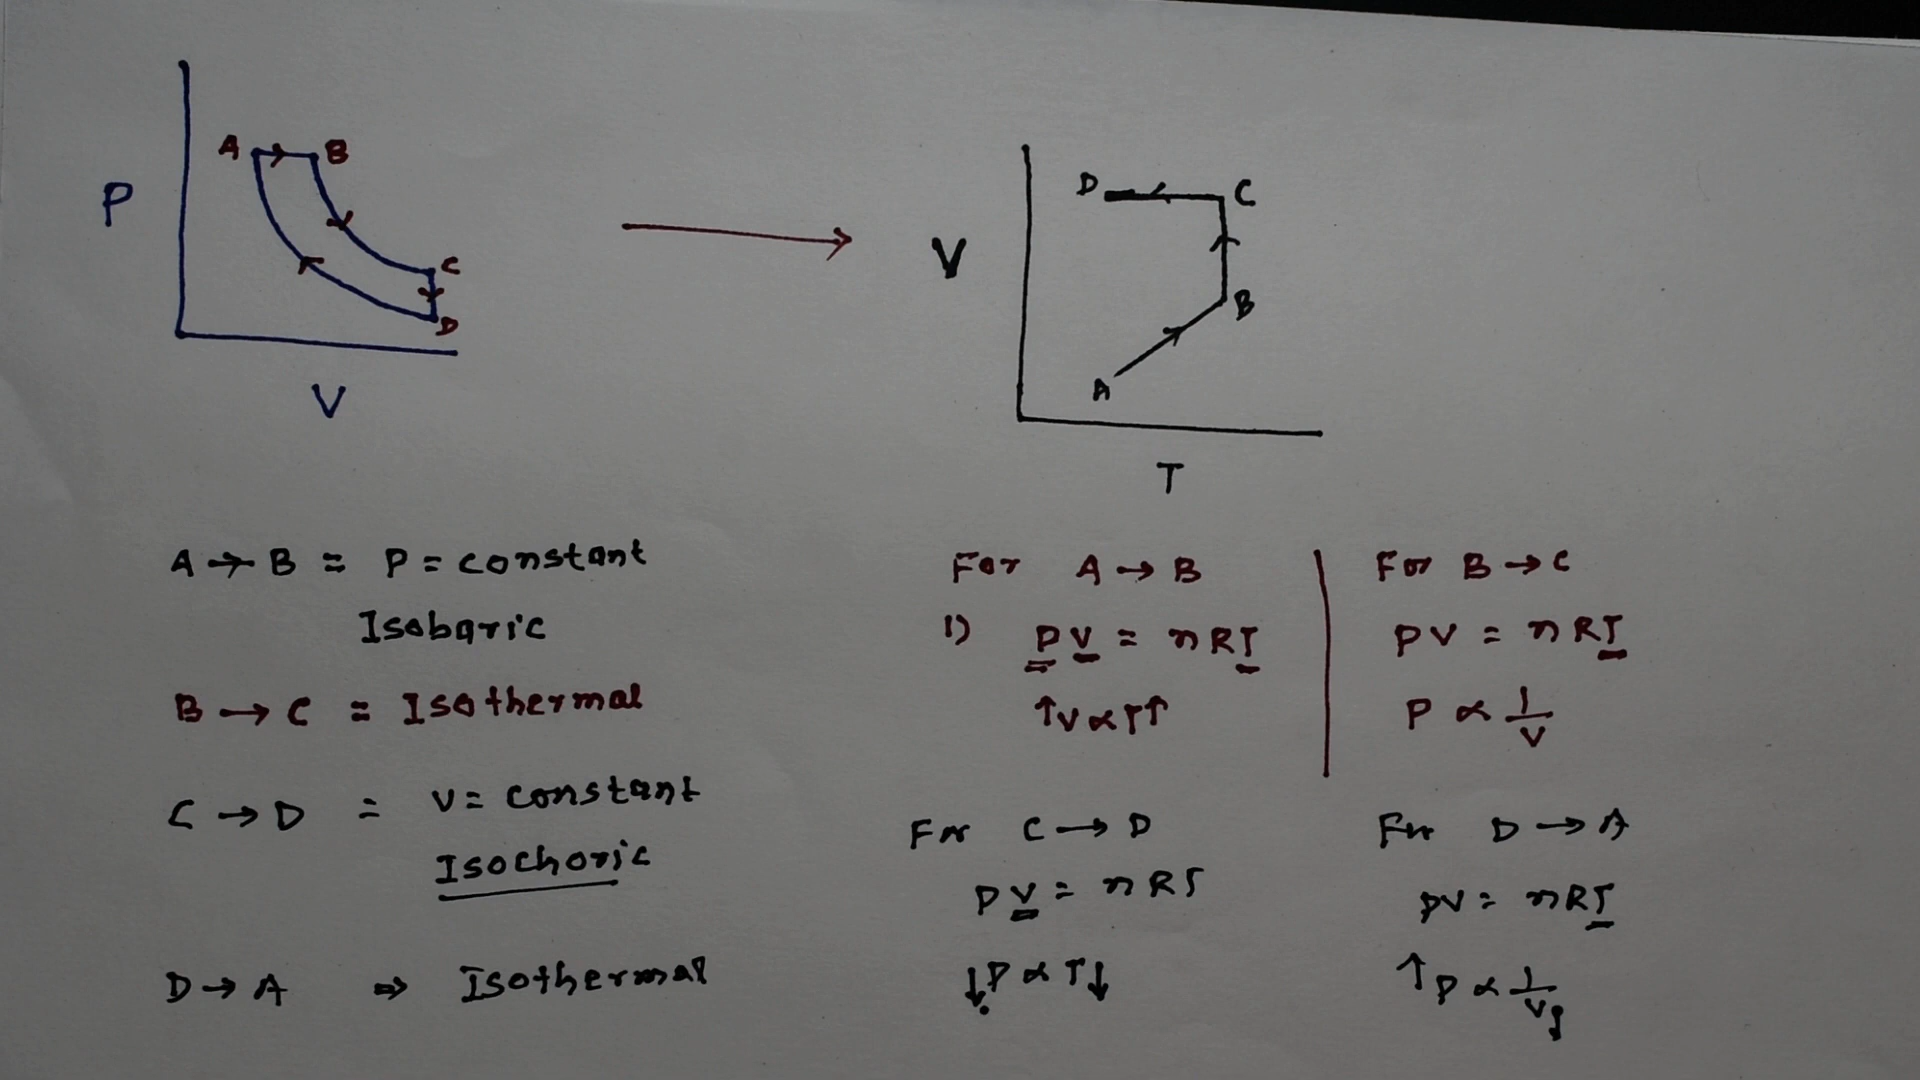 A B
P
C
D
V
D C
V
B
A
T
A → B = P = constant
Isobaric
B → C = Isothermal
C → D = V = constant
Isochoric
D → A ⇒ Isothermal
For A → B
1) PV = nRT
↑V ∝ T↑
For B → C
PV = nRT
P ∝ 1/V
For C → D
PV = nRT
↓P ∝ T↓
For D → A
PV = nRT
↑P ∝ 1/V↓